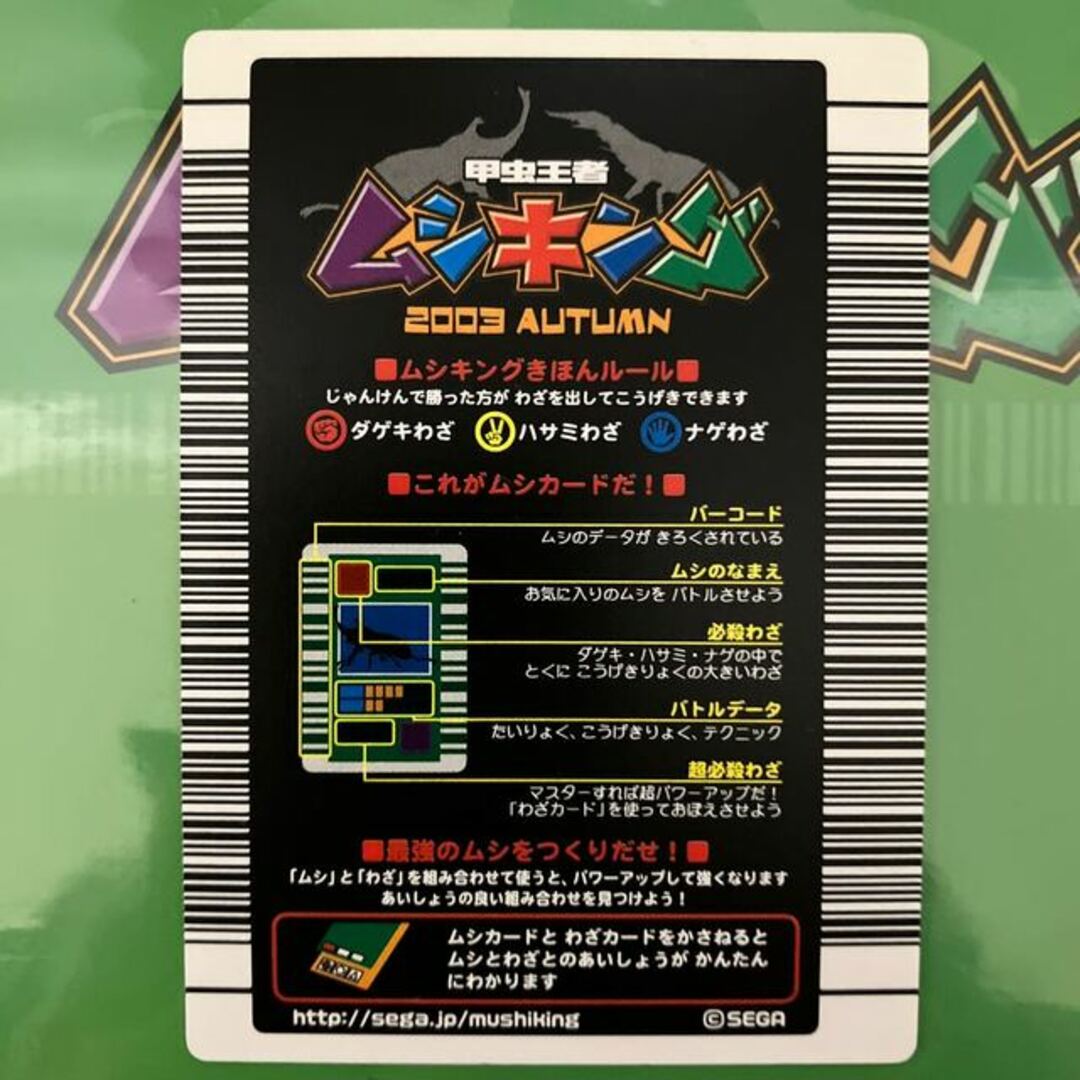 甲虫王者
ムシキング
2003 AUTUMN
■ムシキングきほんルール■
じゃんけんで勝った方が わざを出してこうげきできます
ダゲキわざ ハサミわざ ナゲわざ
■これがムシカードだ！■
バーコード
ムシのデータが きろくされている
ムシのなまえ
お気に入りのムシを バトルさせよう
必殺わざ
ダゲキ・ハサミ・ナゲの中で
とくに こうげきりょくの大きいわざ
バトルデータ
たいりょく、こうげきりょく、テクニック
超必殺わざ
マスターすれば超パワーアップだ！
「わざカード」を使っておぼえさせよう
■最強のムシをつくりだせ！■
「ムシ」と「わざ」を組み合わせて使うと、パワーアップして強くなります
あいしょうの良い組み合わせを見つけよう！
ムシカードと わざカードをかさねると
ムシとわざとのあいしょうが かんたん
にわかります
http://sega.jp/mushiking ©SEGA